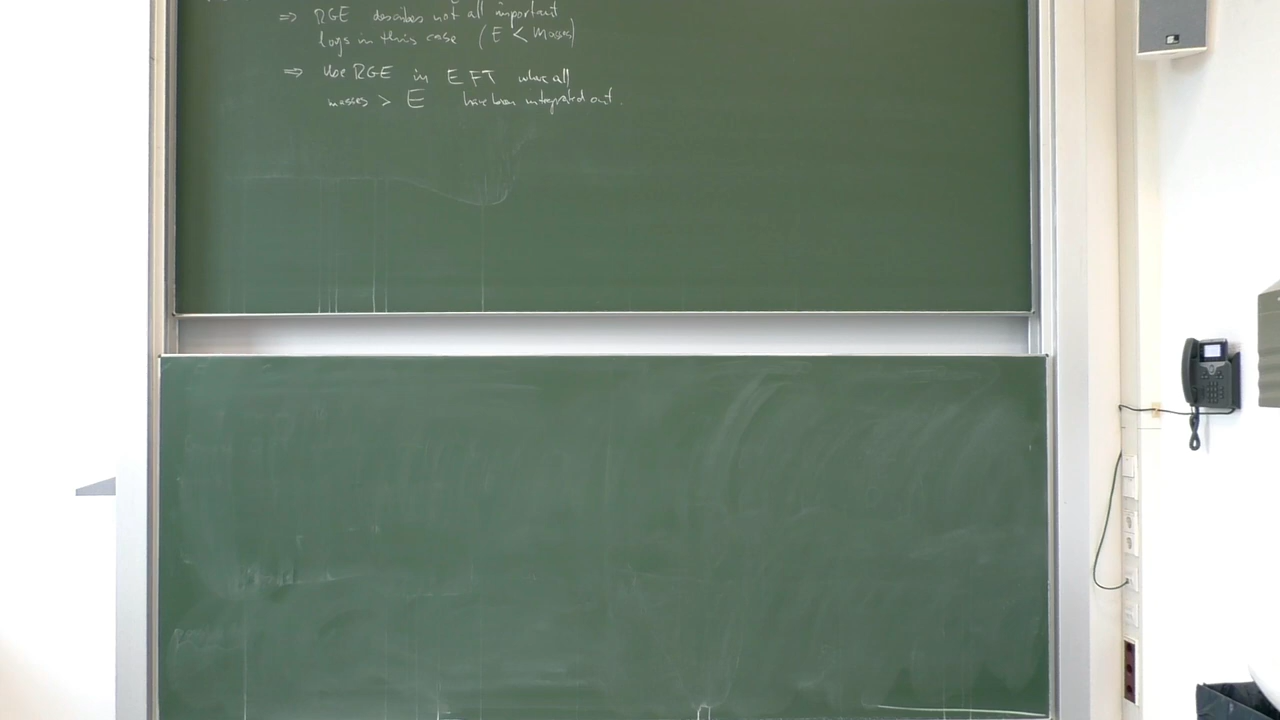 ⇒ RGE describes not all important
logs in this case (E < masses)
⇒ Use RGE in EFT where all
masses > E have been integrated out.